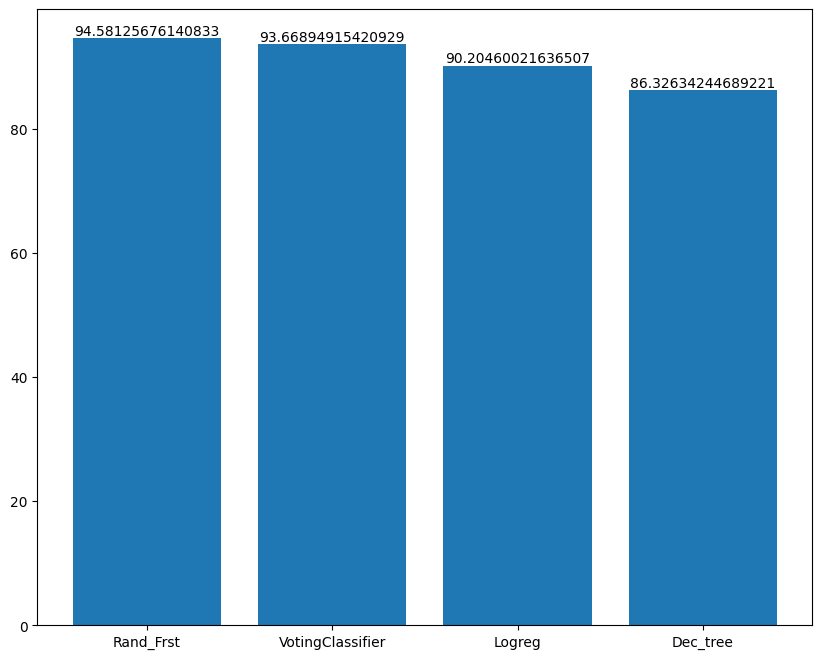 94.58125676140833
93.66894915420929
90.20460021636507
86.32634244689221
80
60
40
20
0
Rand_Frst
VotingClassifier
Logreg
Dec_tree